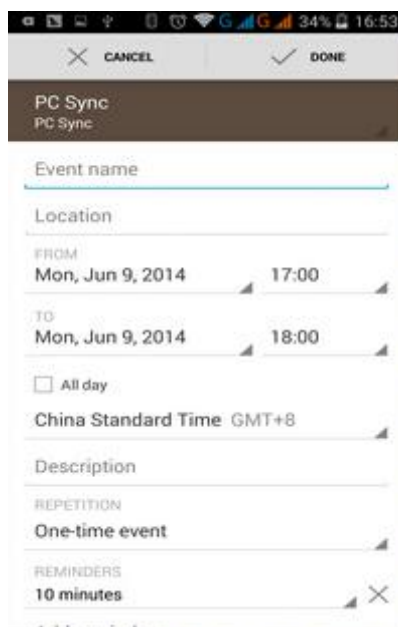 G G 34% 16:53
CANCEL DONE
PC Sync
PC Sync
Event name
Location
FROM
Mon, Jun 9, 2014 17:00
TO
Mon, Jun 9, 2014 18:00
All day
China Standard Time GMT+8
Description
REPETITION
One-time event
REMINDERS
10 minutes